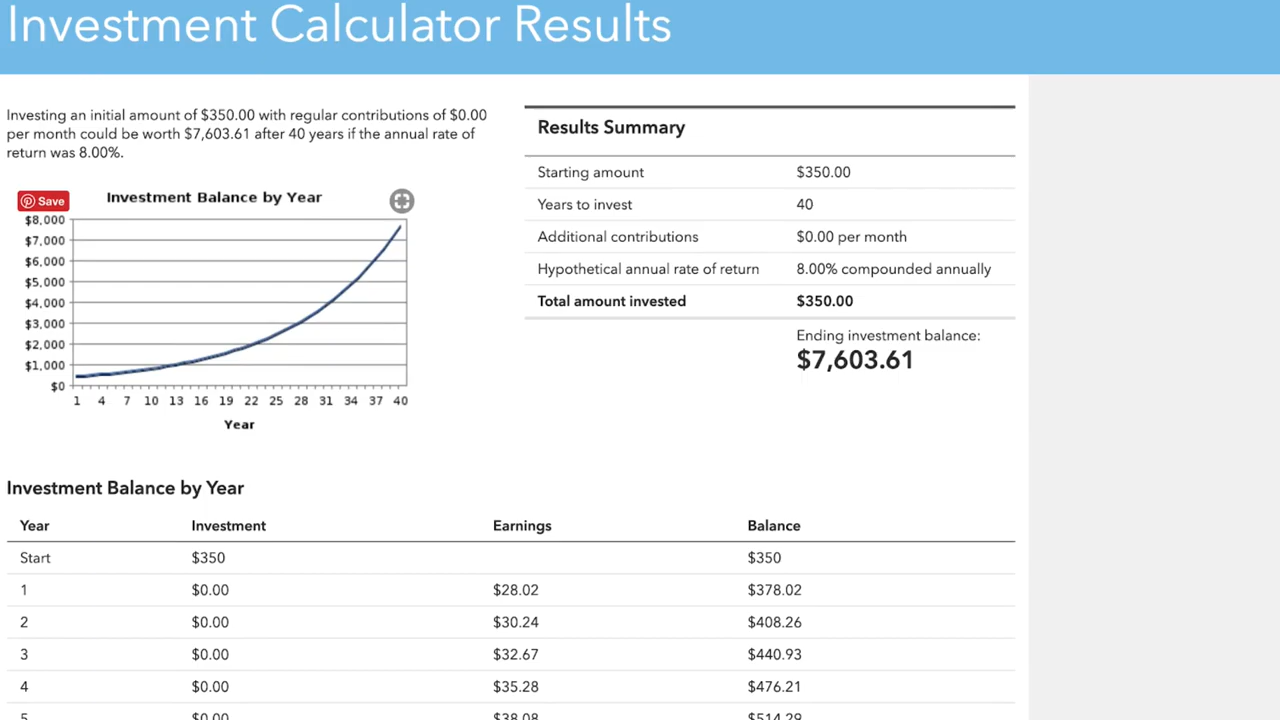 Investment Calculator Results
Investing an initial amount of $350.00 with regular contributions of $0.00
per month could be worth $7,603.61 after 40 years if the annual rate of
return was 8.00%.
Save
Investment Balance by Year
$8,000
$7,000
$6,000
$5,000
$4,000
$3,000
$2,000
$1,000
$0
1 4 7 10 13 16 19 22 25 28 31 34 37 40
Year
Results Summary
Starting amount $350.00
Years to invest 40
Additional contributions $0.00 per month
Hypothetical annual rate of return 8.00% compounded annually
Total amount invested $350.00
Ending investment balance:
$7,603.61
Investment Balance by Year
Year Investment Earnings Balance
Start $350 $350
1 $0.00 $28.02 $378.02
2 $0.00 $30.24 $408.26
3 $0.00 $32.67 $440.93
4 $0.00 $35.28 $476.21
5 $0.00 $38.08 $514.29